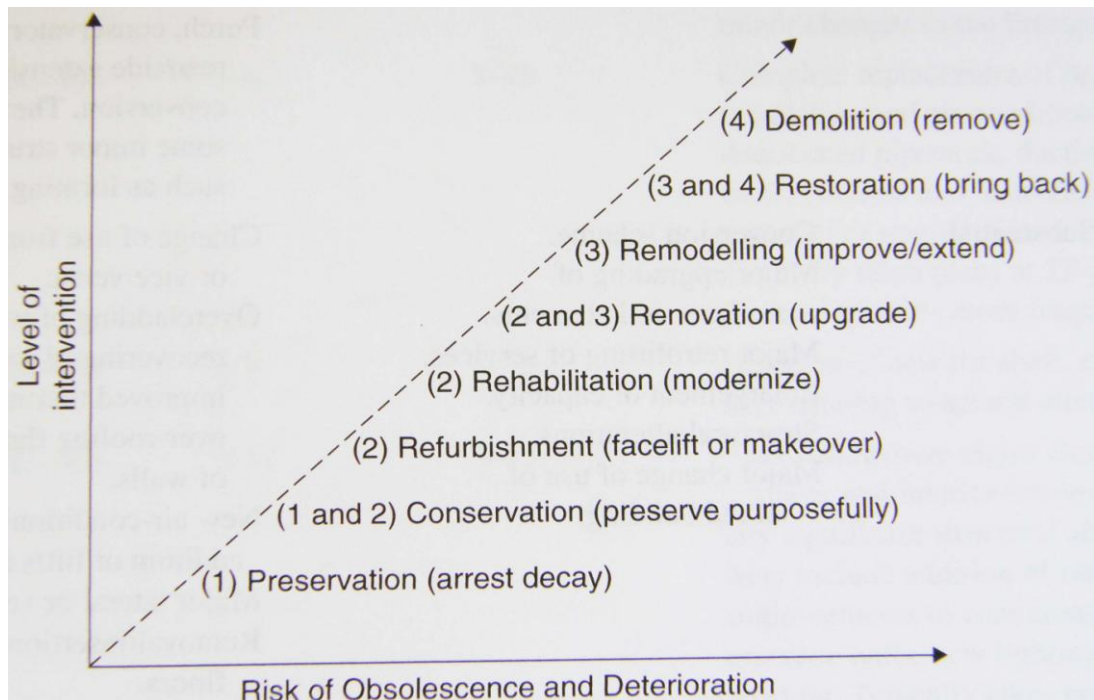 (4) Demolition (remove)
(3 and 4) Restoration (bring back)
(3) Remodelling (improve/extend)
(2 and 3) Renovation (upgrade)
(2) Rehabilitation (modernize)
(2) Refurbishment (facelift or makeover)
(1 and 2) Conservation (preserve purposefully)
(1) Preservation (arrest decay)
Level of
intervention
Risk of Obsolescence and Deterioration